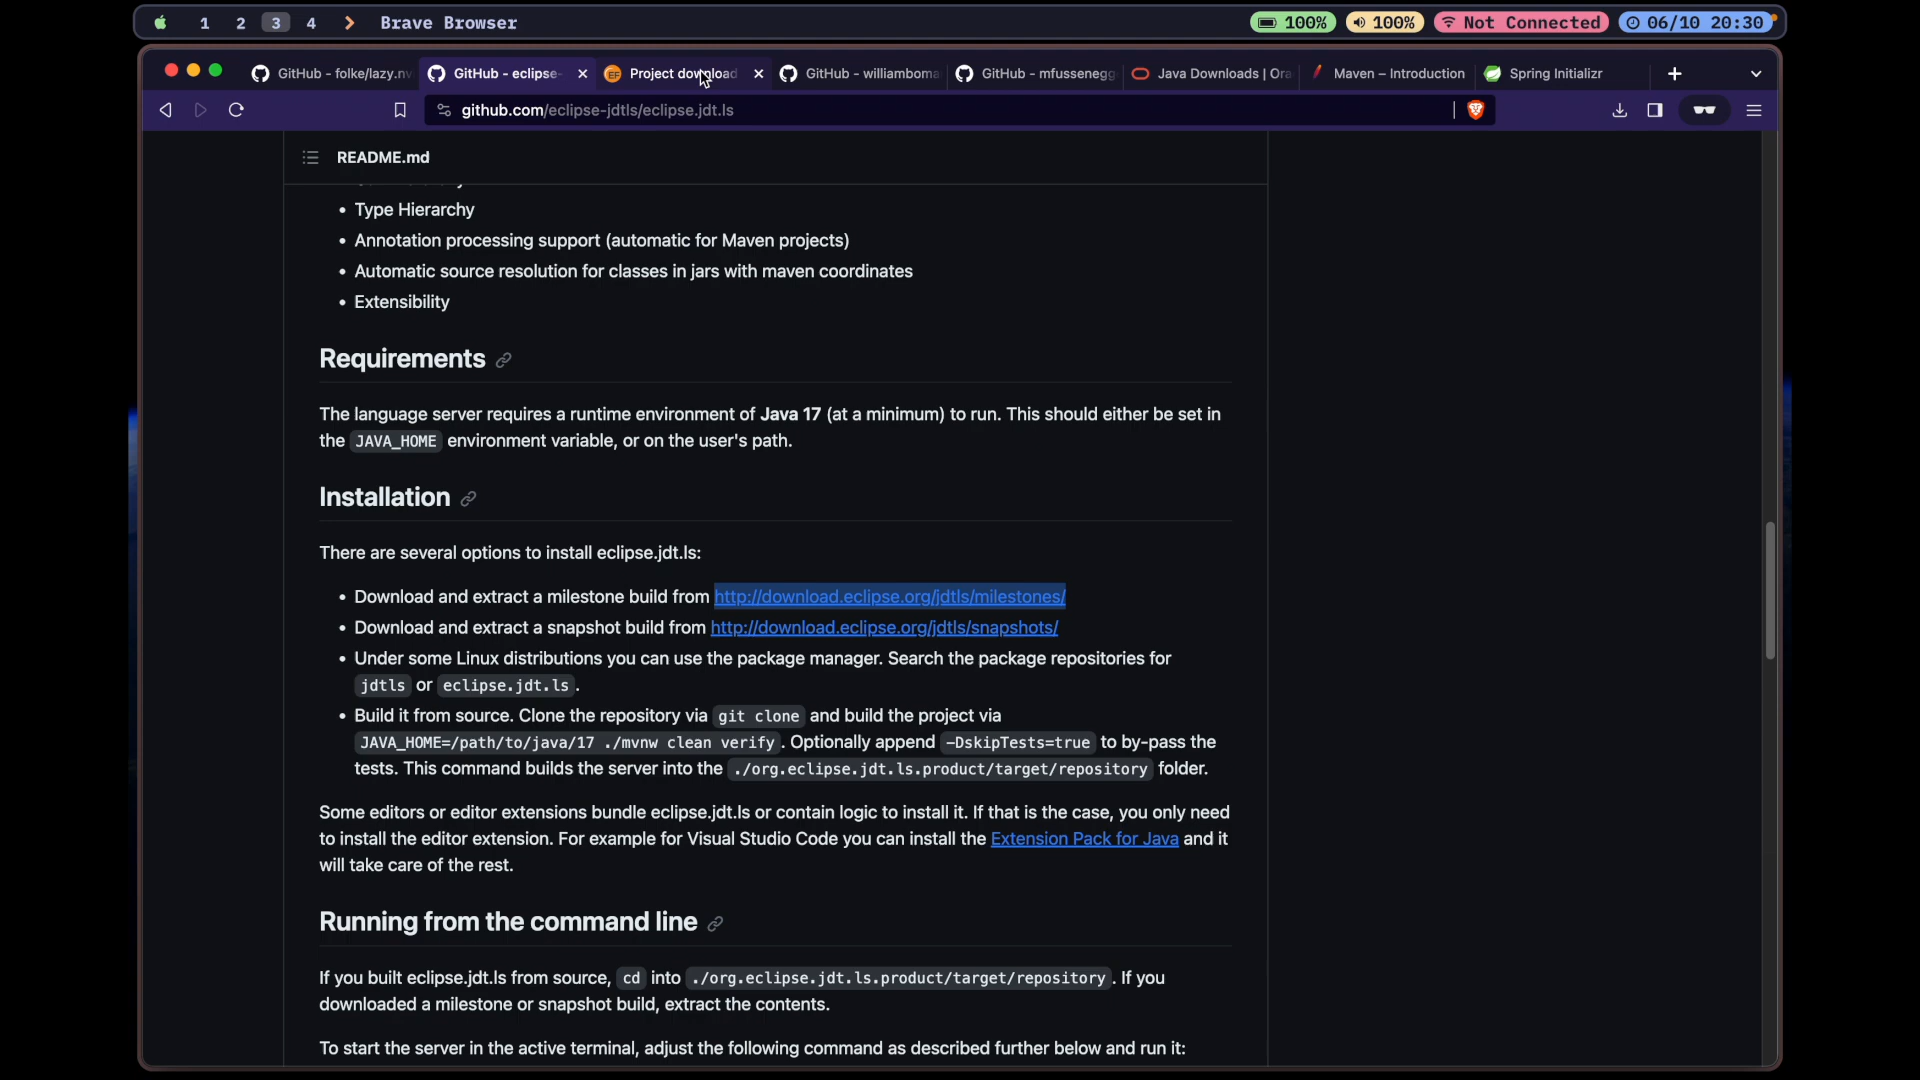 1 2 3 4 Brave Browser 100% 100% Not Connected 06/10 20:30
GitHub - folke/lazy.nv GitHub - eclipse- Project download GitHub - williamboma GitHub - mfussenegg Java Downloads | Ora Maven – Introduction Spring Initializr
github.com/eclipse-jdtls/eclipse.jdt.ls
README.md
• Type Hierarchy
• Annotation processing support (automatic for Maven projects)
• Automatic source resolution for classes in jars with maven coordinates
• Extensibility
Requirements
The language server requires a runtime environment of Java 17 (at a minimum) to run. This should either be set in
the JAVA_HOME environment variable, or on the user's path.
Installation
There are several options to install eclipse.jdt.ls:
• Download and extract a milestone build from http://download.eclipse.org/jdtls/milestones/
• Download and extract a snapshot build from http://download.eclipse.org/jdtls/snapshots/
• Under some Linux distributions you can use the package manager. Search the package repositories for
jdtls or eclipse.jdt.ls.
• Build it from source. Clone the repository via git clone and build the project via
JAVA_HOME=/path/to/java/17 ./mvnw clean verify. Optionally append -DskipTests=true to by-pass the
tests. This command builds the server into the ./org.eclipse.jdt.ls.product/target/repository folder.
Some editors or editor extensions bundle eclipse.jdt.ls or contain logic to install it. If that is the case, you only need
to install the editor extension. For example for Visual Studio Code you can install the Extension Pack for Java and it
will take care of the rest.
Running from the command line
If you built eclipse.jdt.ls from source, cd into ./org.eclipse.jdt.ls.product/target/repository. If you
downloaded a milestone or snapshot build, extract the contents.
To start the server in the active terminal, adjust the following command as described further below and run it: